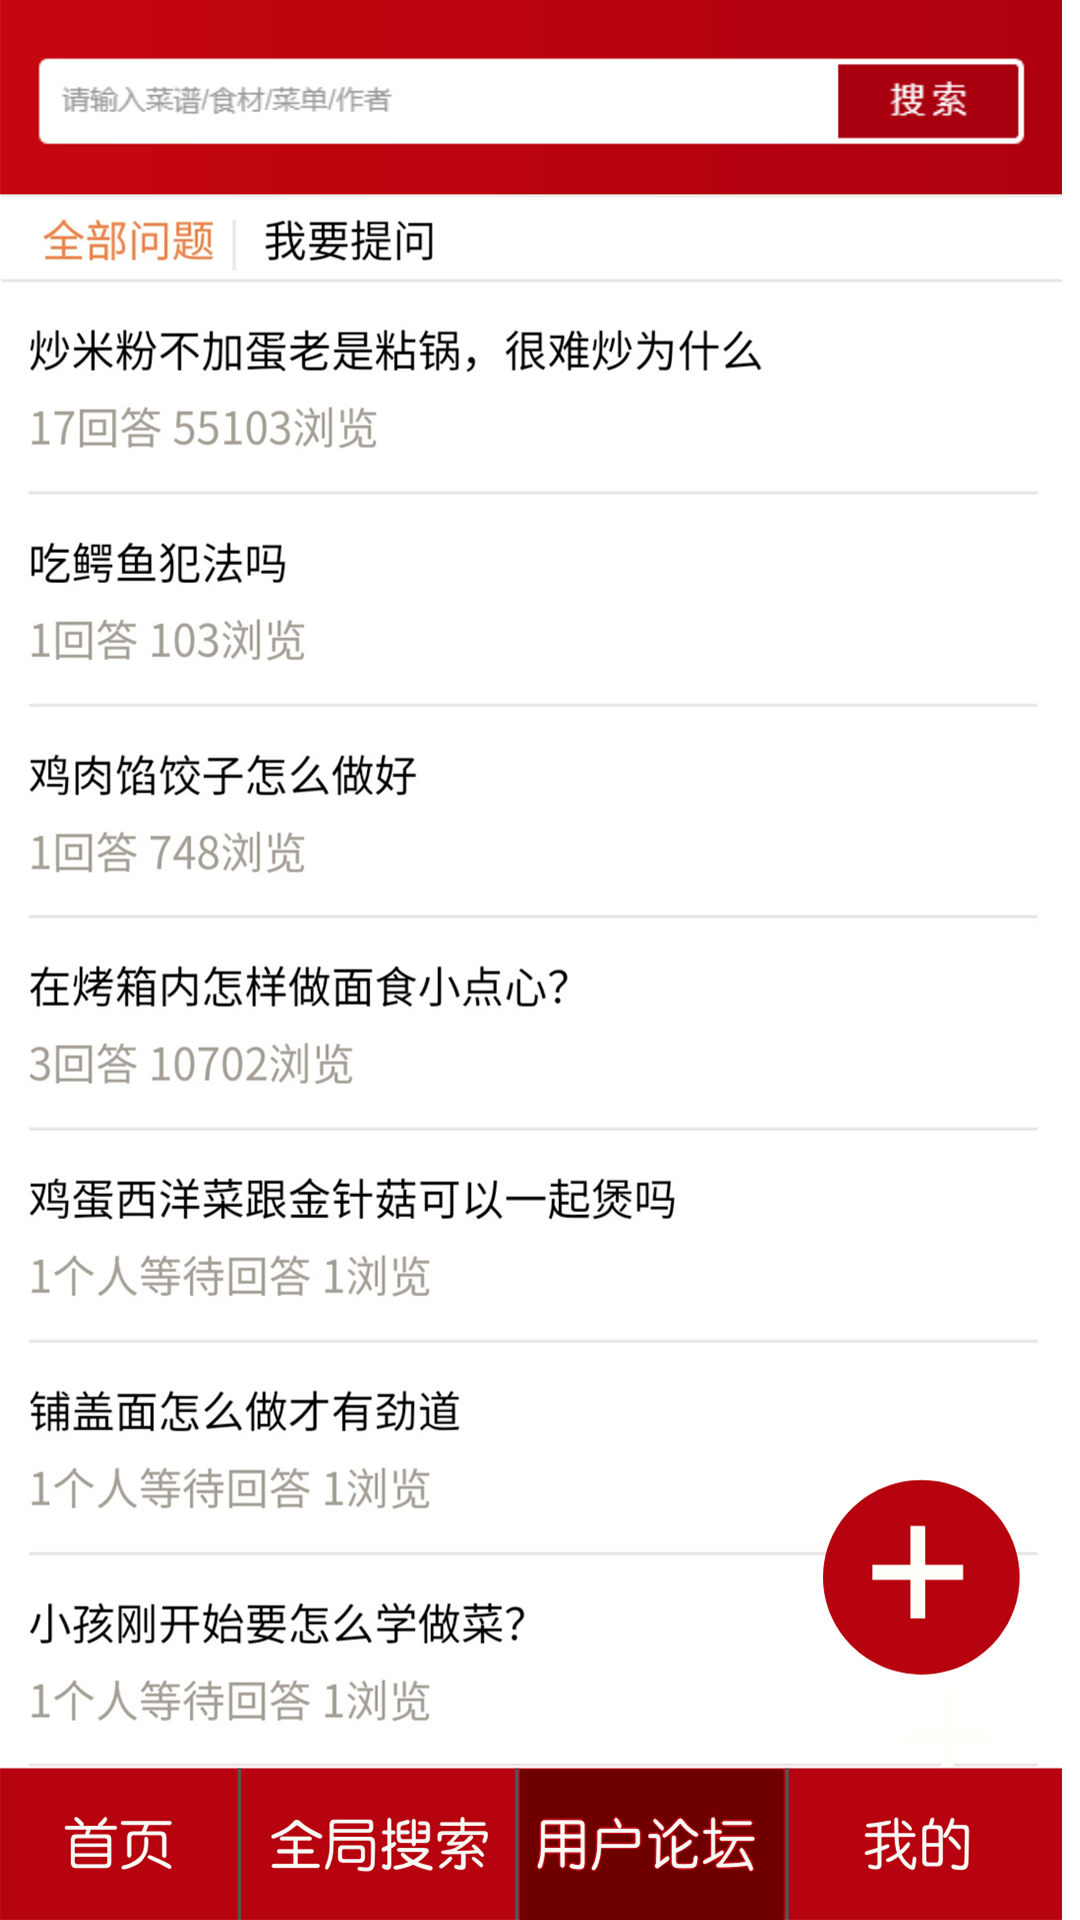 请输入菜谱/食材/菜单/作者
搜索
全部问题
我要提问
炒米粉不加蛋老是粘锅，很难炒为什么
17回答 55103浏览
吃鳄鱼犯法吗
1回答 103浏览
鸡肉馅饺子怎么做好
1回答 748浏览
在烤箱内怎样做面食小点心？
3回答 10702浏览
鸡蛋西洋菜跟金针菇可以一起煲吗
1个人等待回答 1浏览
铺盖面怎么做才有劲道
1个人等待回答 1浏览
小孩刚开始要怎么学做菜？
1个人等待回答 1浏览
首页
全局搜索
用户论坛
我的